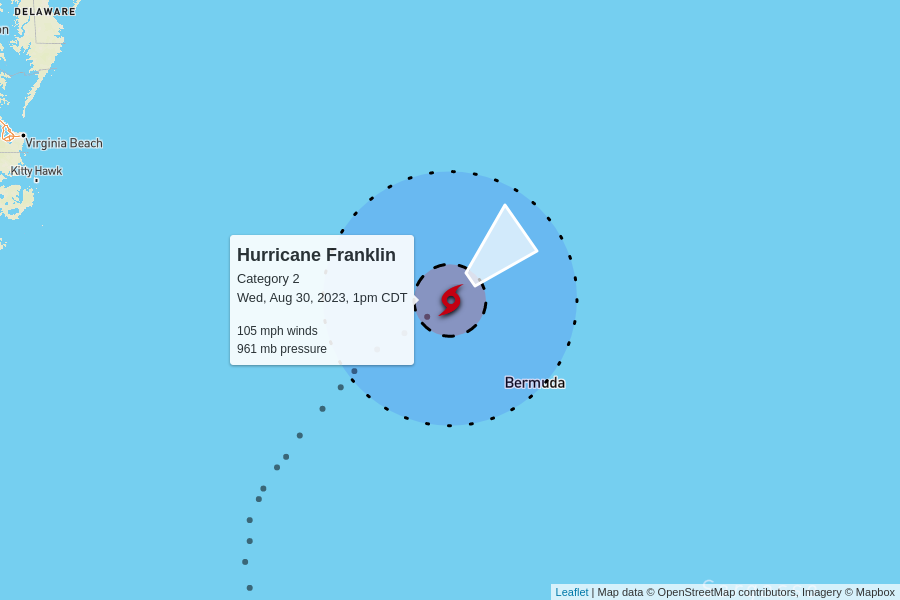 DELAWARE
Virginia Beach
Kitty Hawk
Hurricane Franklin
Category 2
Wed, Aug 30, 2023, 1pm CDT
105 mph winds
961 mb pressure
Bermuda
Leaflet | Map data © OpenStreetMap contributors, Imagery © Mapbox